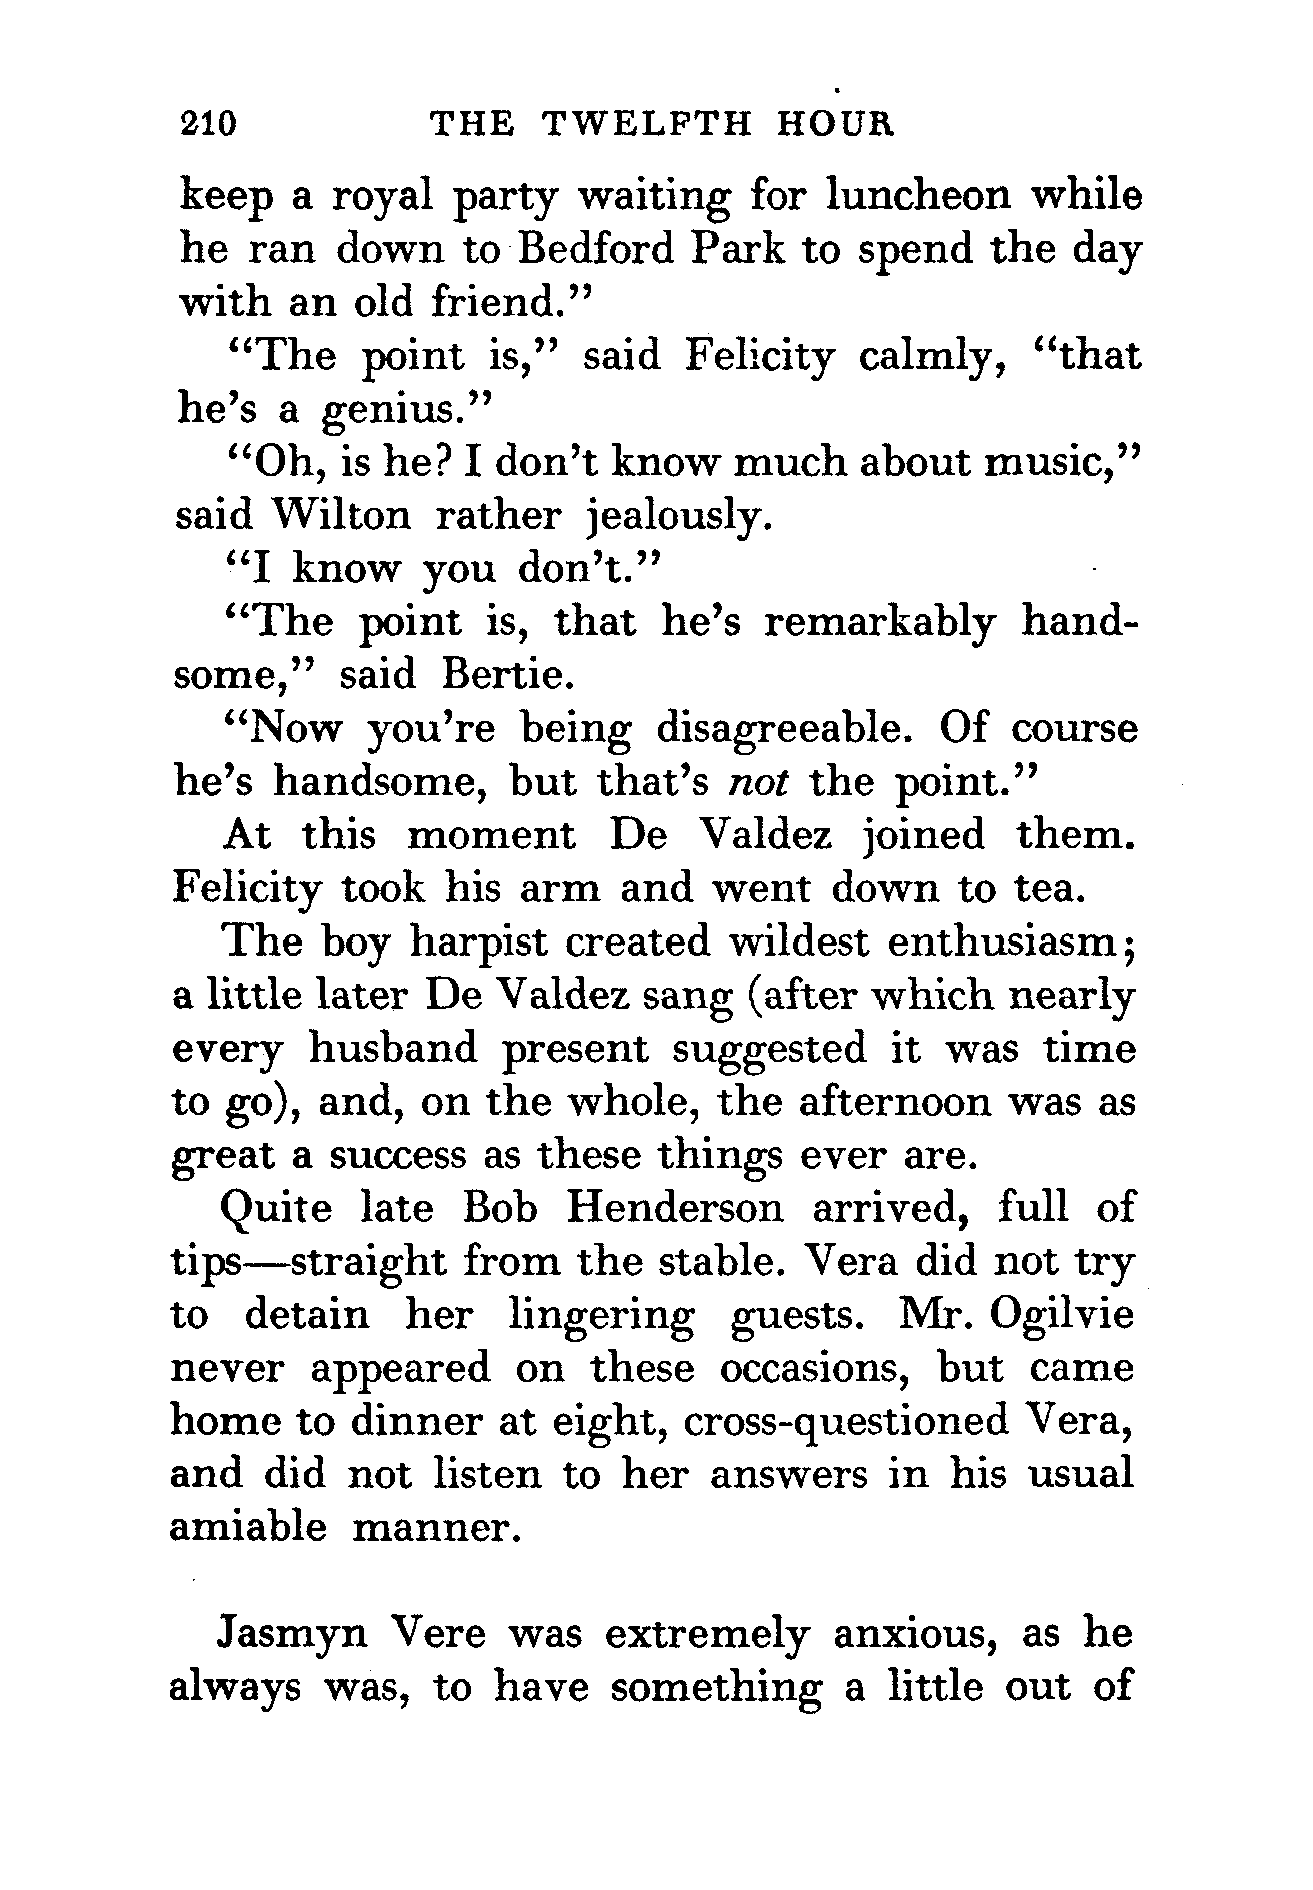 210 THE TWELFTH HOUR
keep a royal party waiting for luncheon while
he ran down to Bedford Park to spend the day
with an old friend.”
“The point is,” said Felicity calmly, “that
he’s a genius.”
“Oh, is he? I don’t know much about music,”
said Wilton rather jealously.
“I know you don’t.”
“The point is, that he’s remarkably hand-
some,” said Bertie.
“Now you’re being disagreeable. Of course
he’s handsome, but that’s not the point.”
At this moment De Valdez joined them.
Felicity took his arm and went down to tea.
The boy harpist created wildest enthusiasm;
a little later De Valdez sang (after which nearly
every husband present suggested it was time
to go), and, on the whole, the afternoon was as
great a success as these things ever are.
Quite late Bob Henderson arrived, full of
tips—straight from the stable. Vera did not try
to detain her lingering guests. Mr. Ogilvie
never appeared on these occasions, but came
home to dinner at eight, cross-questioned Vera,
and did not listen to her answers in his usual
amiable manner.
Jasmyn Vere was extremely anxious, as he
always was, to have something a little out of